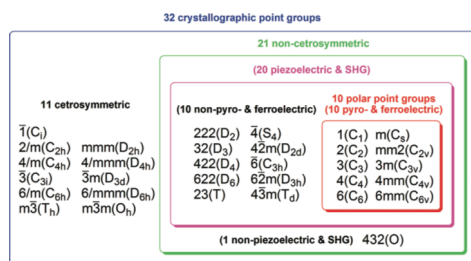 32 crystallographic point groups
21 non-cetrosymmetric
(20 piezoelectric & SHG)
11 cetrosymmetric
1̅(Cᵢ)
2/m(C₂ₕ) mmm(D₂ₕ)
4/m(C₄ₕ) 4/mmm(D₄ₕ)
3̅(C₃ᵢ) 3̅m(D₃d)
6/m(C₆ₕ) 6/mmm(D₆ₕ)
m3̅(Tₕ) m3̅m(Oₕ)
(10 non-pyro- & ferroelectric)
222(D₂) 4̅(S₄)
32(D₃) 4̅2m(D₂d)
422(D₄) 6̅(C₃ₕ)
622(D₆) 6̅2m(D₃ₕ)
23(T) 4̅3m(Td)
10 polar point groups
(10 pyro- & ferroelectric)
1(C₁) m(Cₛ)
2(C₂) mm2(C₂ᵥ)
3(C₃) 3m(C₃ᵥ)
4(C₄) 4mm(C₄ᵥ)
6(C₆) 6mm(C₆ᵥ)
(1 non-piezoelectric & SHG) 432(O)